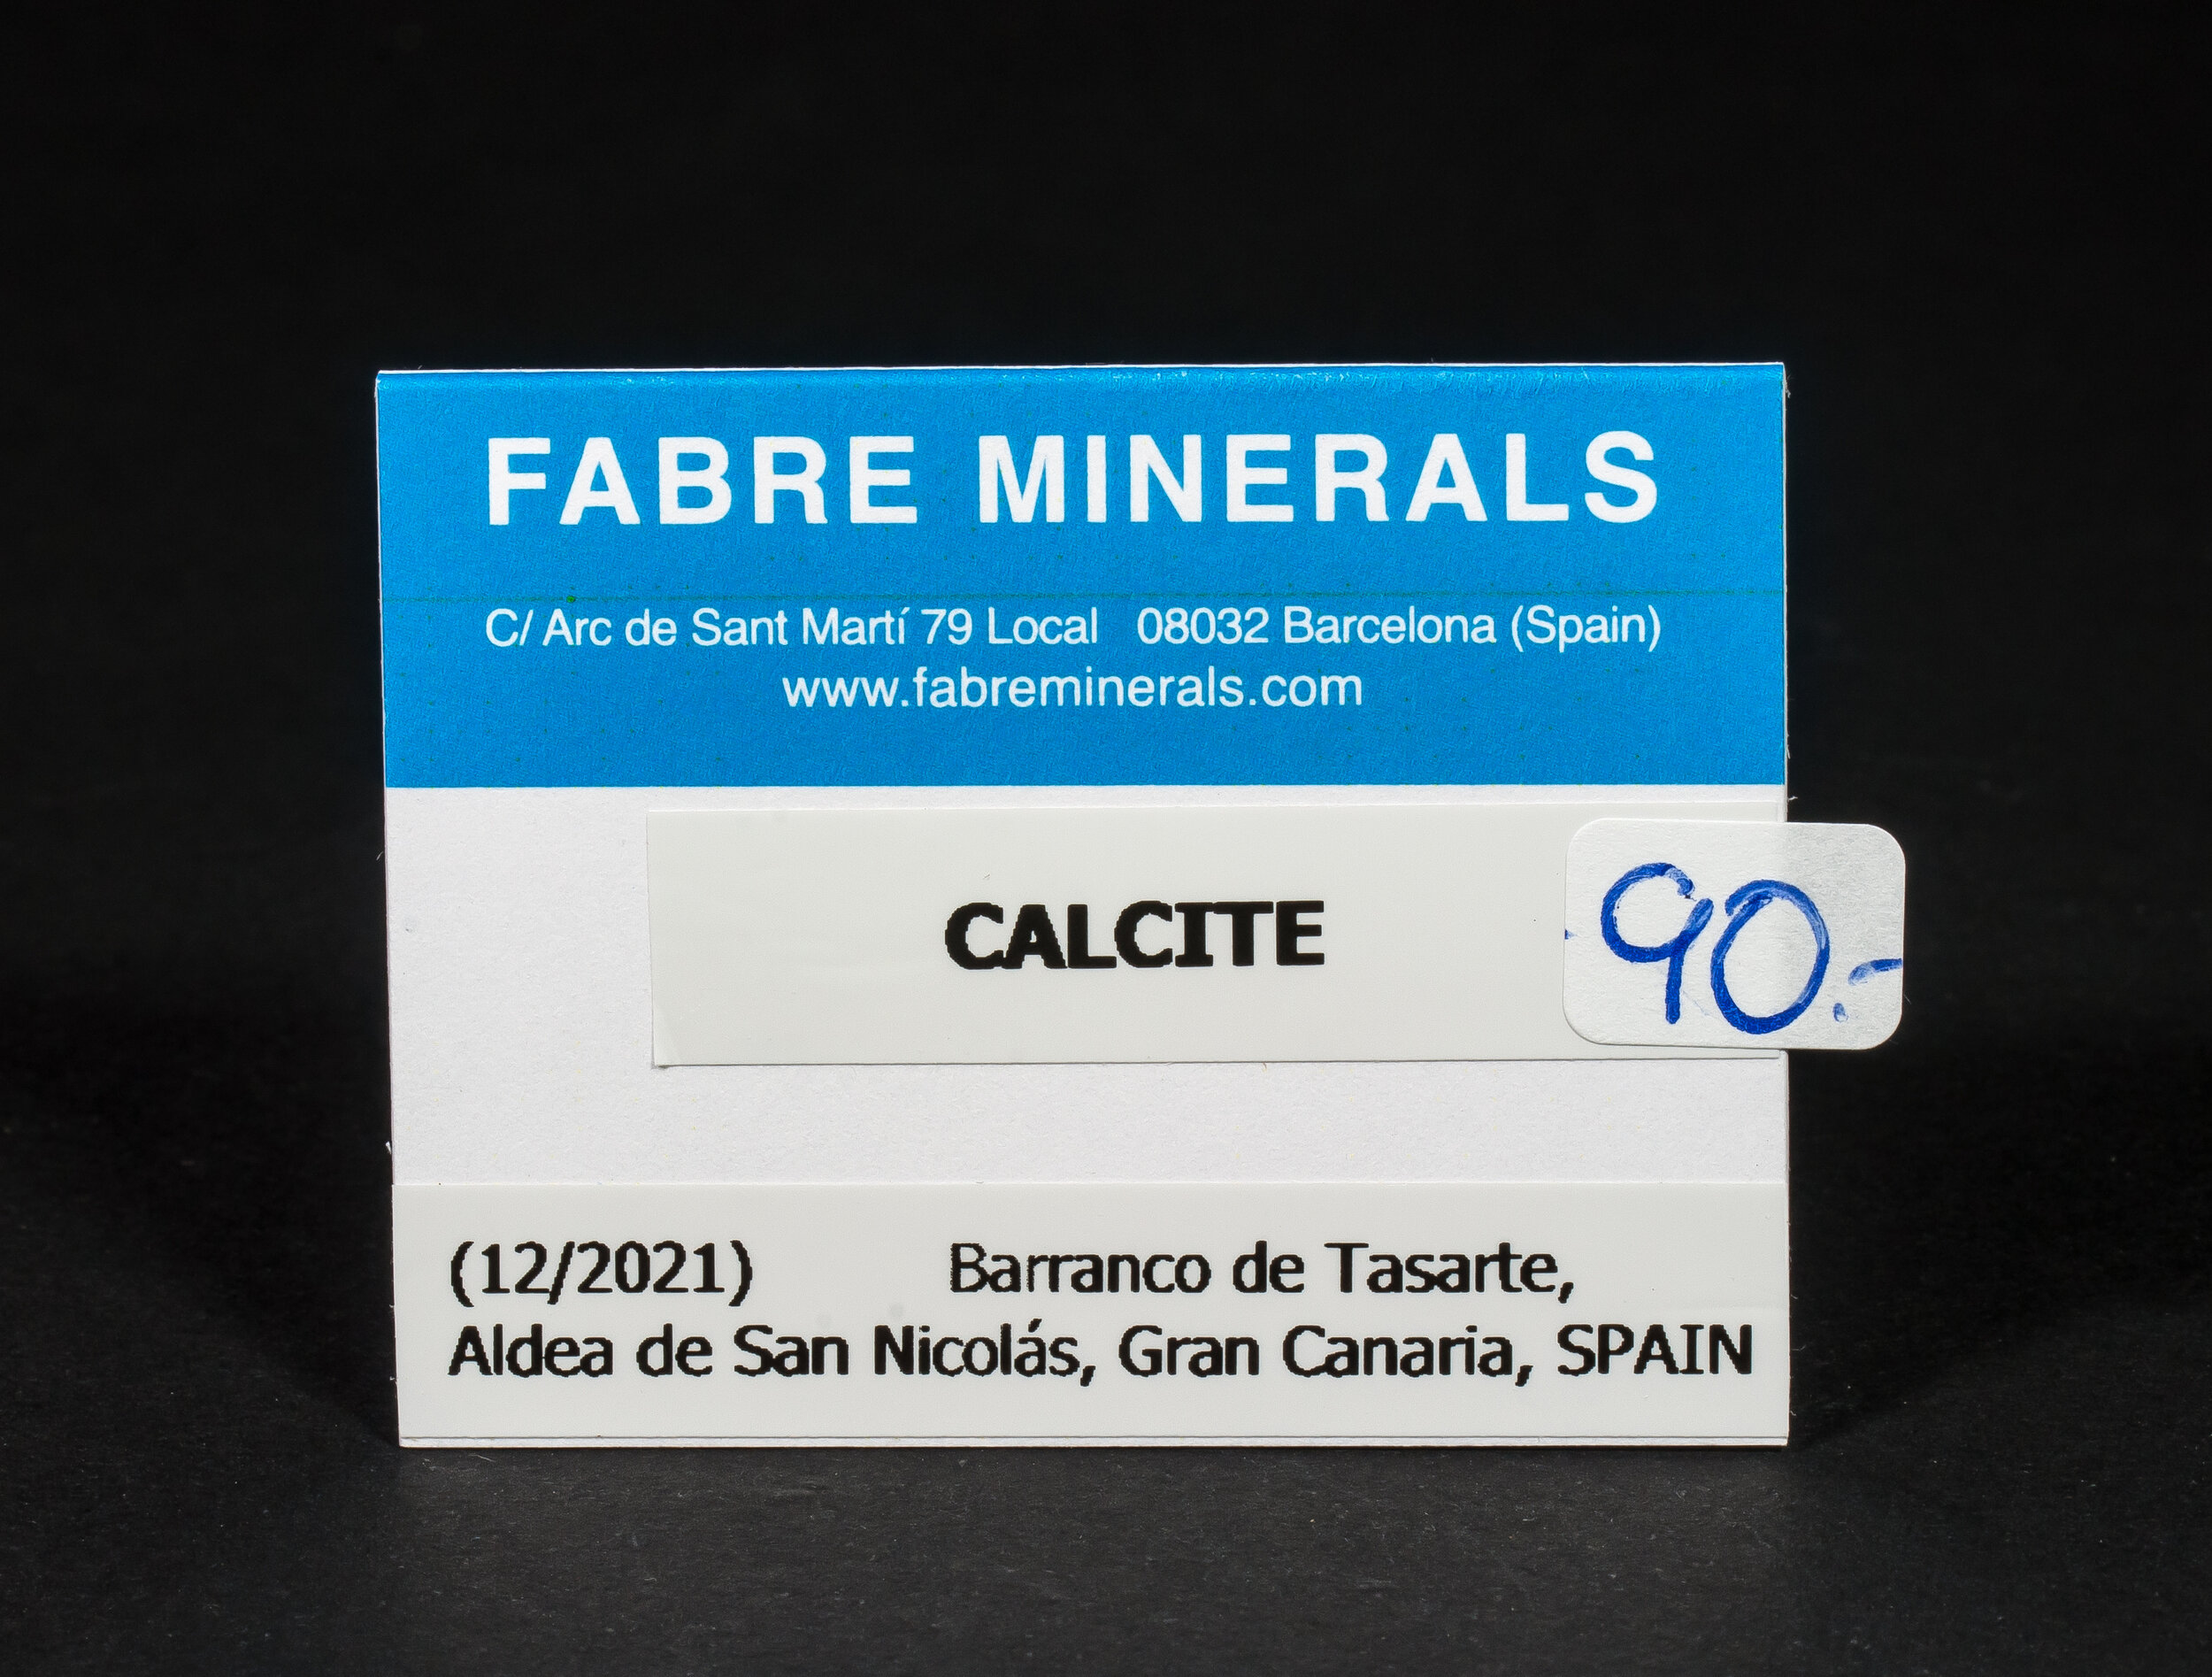 FABRE MINERALS
C/ Arc de Sant Martí 79 Local 08032 Barcelona (Spain)
www.fabreminerals.com
CALCITE
90.-
(12/2021) Barranco de Tasarte,
Aldea de San Nicolás, Gran Canaria, SPAIN